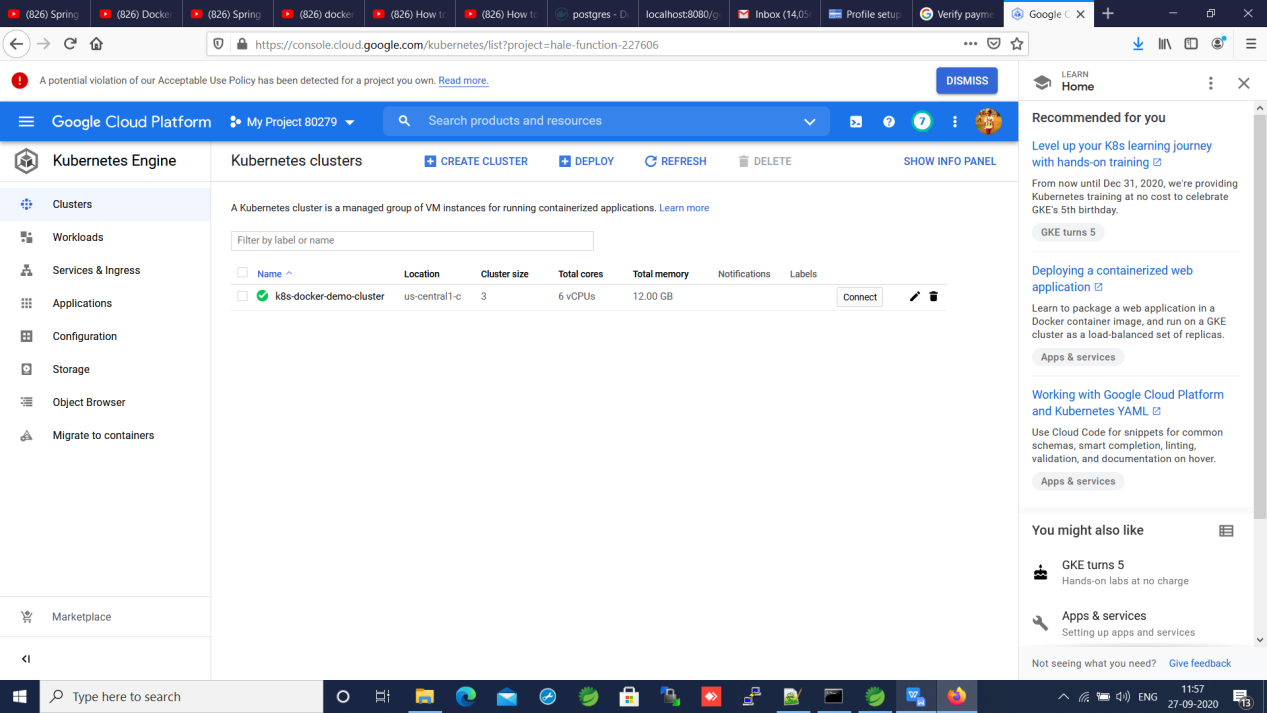 (826) Spring
(826) Docker
(826) Spring
(826) docker
(826) How to
(826) How to
postgres - Do
localhost:8080/g
Inbox (14,05
Profile setup
Verify payme
Google C
https://console.cloud.google.com/kubernetes/list?project=hale-function-227606
A potential violation of our Acceptable Use Policy has been detected for a project you own. Read more.
DISMISS
LEARN
Home
Google Cloud Platform
My Project 80279
Search products and resources
7
Kubernetes Engine
Kubernetes clusters
CREATE CLUSTER
DEPLOY
REFRESH
DELETE
SHOW INFO PANEL
Clusters
Workloads
Services & Ingress
Applications
Configuration
Storage
Object Browser
Migrate to containers
Marketplace
A Kubernetes cluster is a managed group of VM instances for running containerized applications. Learn more
Filter by label or name
Name Location Cluster size Total cores Total memory Notifications Labels
k8s-docker-demo-cluster us-central1-c 3 6 vCPUs 12.00 GB Connect
Recommended for you
Level up your K8s learning journey
with hands-on training
From now until Dec 31, 2020, we're providing
Kubernetes training at no cost to celebrate
GKE's 5th birthday.
GKE turns 5
Deploying a containerized web
application
Learn to package a web application in a
Docker container image, and run on a GKE
cluster as a load-balanced set of replicas.
Apps & services
Working with Google Cloud Platform
and Kubernetes YAML
Use Cloud Code for snippets for common
schemas, smart completion, linting,
validation, and documentation on hover.
Apps & services
You might also like
GKE turns 5
Hands-on labs at no charge
Apps & services
Setting up apps and services
Not seeing what you need? Give feedback
Type here to search
ENG
11:57
27-09-2020
13